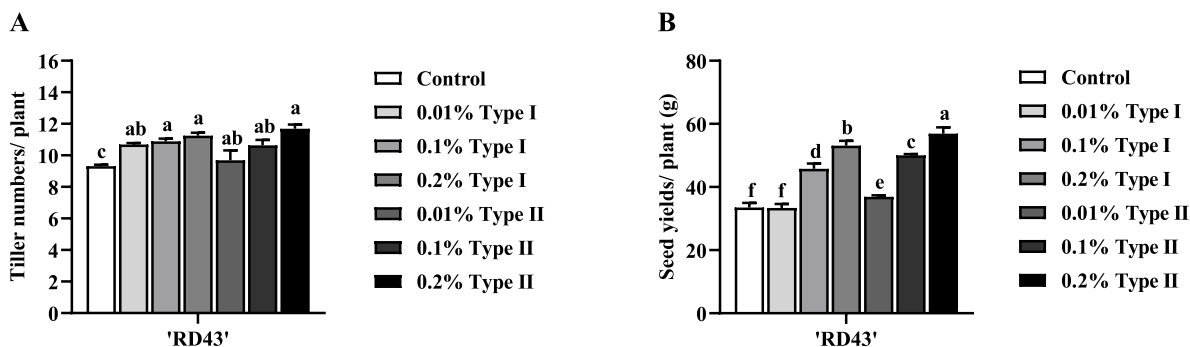 A
Tiller numbers/ plant
16
14
12
10
8
6
4
2
0
c
ab
a
a
ab
ab
a
'RD43'
Control
0.01% Type I
0.1% Type I
0.2% Type I
0.01% Type II
0.1% Type II
0.2% Type II
B
Seed yields/ plant (g)
80
60
40
20
0
f
f
d
b
e
c
a
'RD43'
Control
0.01% Type I
0.1% Type I
0.2% Type I
0.01% Type II
0.1% Type II
0.2% Type II